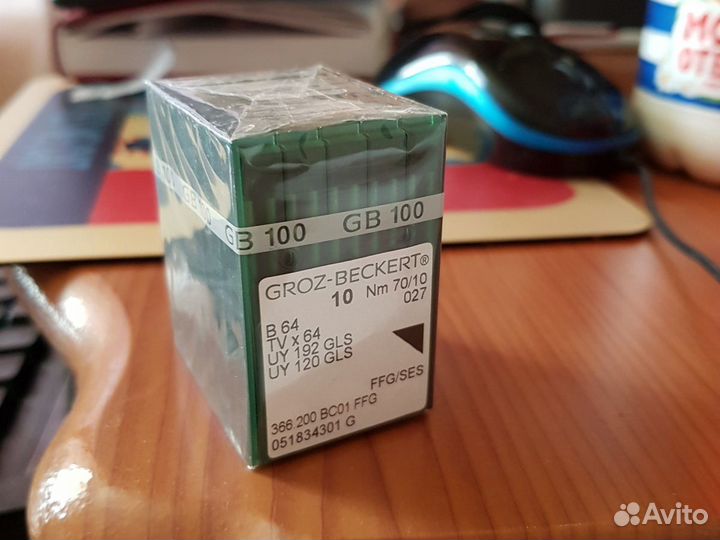 GB 100 GB 100
GROZ-BECKERT®
10 Nm 70/10
027
B 64
TV x 64
UY 192 GLS
UY 120 GLS
FFG/SES
366.200 BC01 FFG
051834301 G
Avito